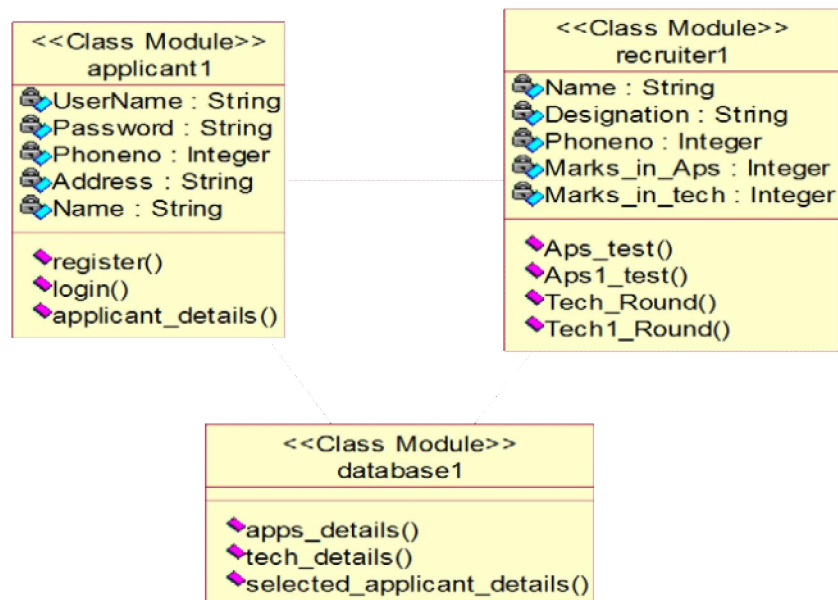 <<Class Module>>
applicant1
UserName : String
Password : String
Phoneno : Integer
Address : String
Name : String
register()
login()
applicant_details()
<<Class Module>>
recruiter1
Name : String
Designation : String
Phoneno : Integer
Marks_in_Aps : Integer
Marks_in_tech : Integer
Aps_test()
Aps1_test()
Tech_Round()
Tech1_Round()
<<Class Module>>
database1
apps_details()
tech_details()
selected_applicant_details()